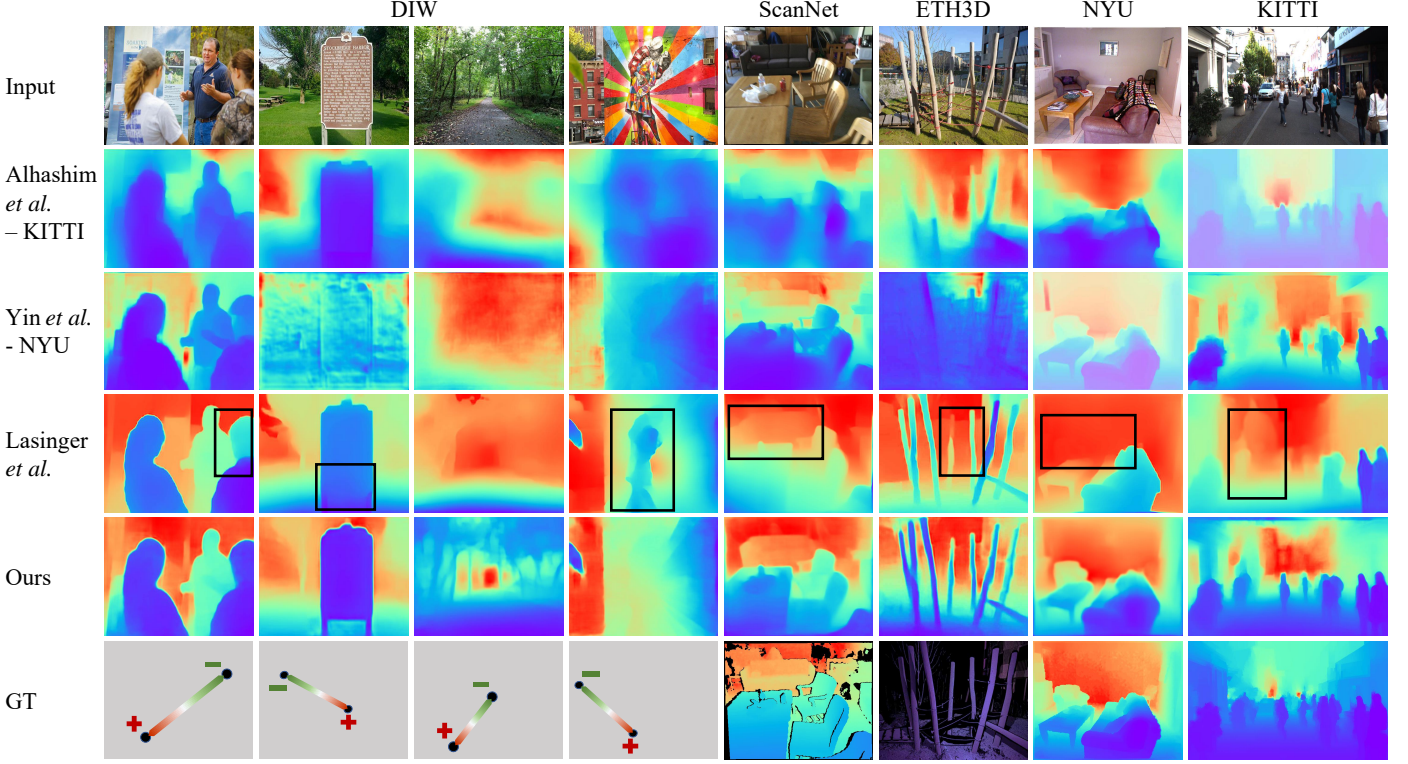 DIW ScanNet ETH3D NYU KITTI
Input
Alhashim
et al.
– KITTI
Yin et al.
- NYU
Lasinger
et al.
Ours
GT